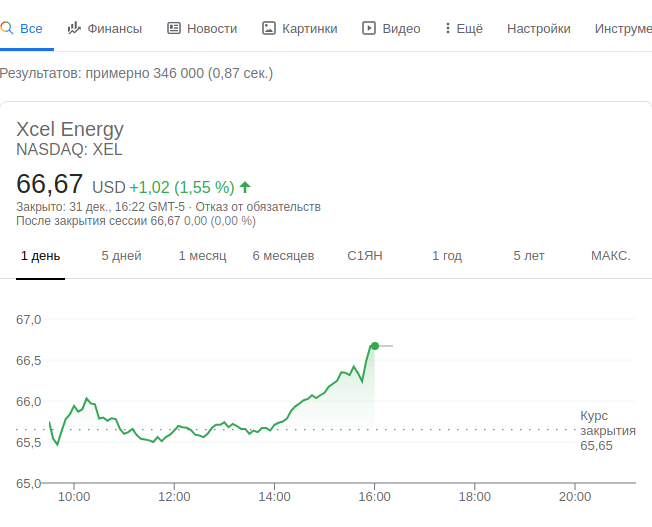 Все Финансы Новости Картинки Видео Ещё Настройки Инструме
Результатов: примерно 346 000 (0,87 сек.)
Xcel Energy
NASDAQ: XEL
66,67 USD +1,02 (1,55 %)
Закрыто: 31 дек., 16:22 GMT-5 · Отказ от обязательств
После закрытия сессии 66,67 0,00 (0,00 %)
1 день 5 дней 1 месяц 6 месяцев С1ЯН 1 год 5 лет МАКС.
67,0
66,5
66,0
65,5
65,0
Курс
закрытия
65,65
10:00 12:00 14:00 16:00 18:00 20:00